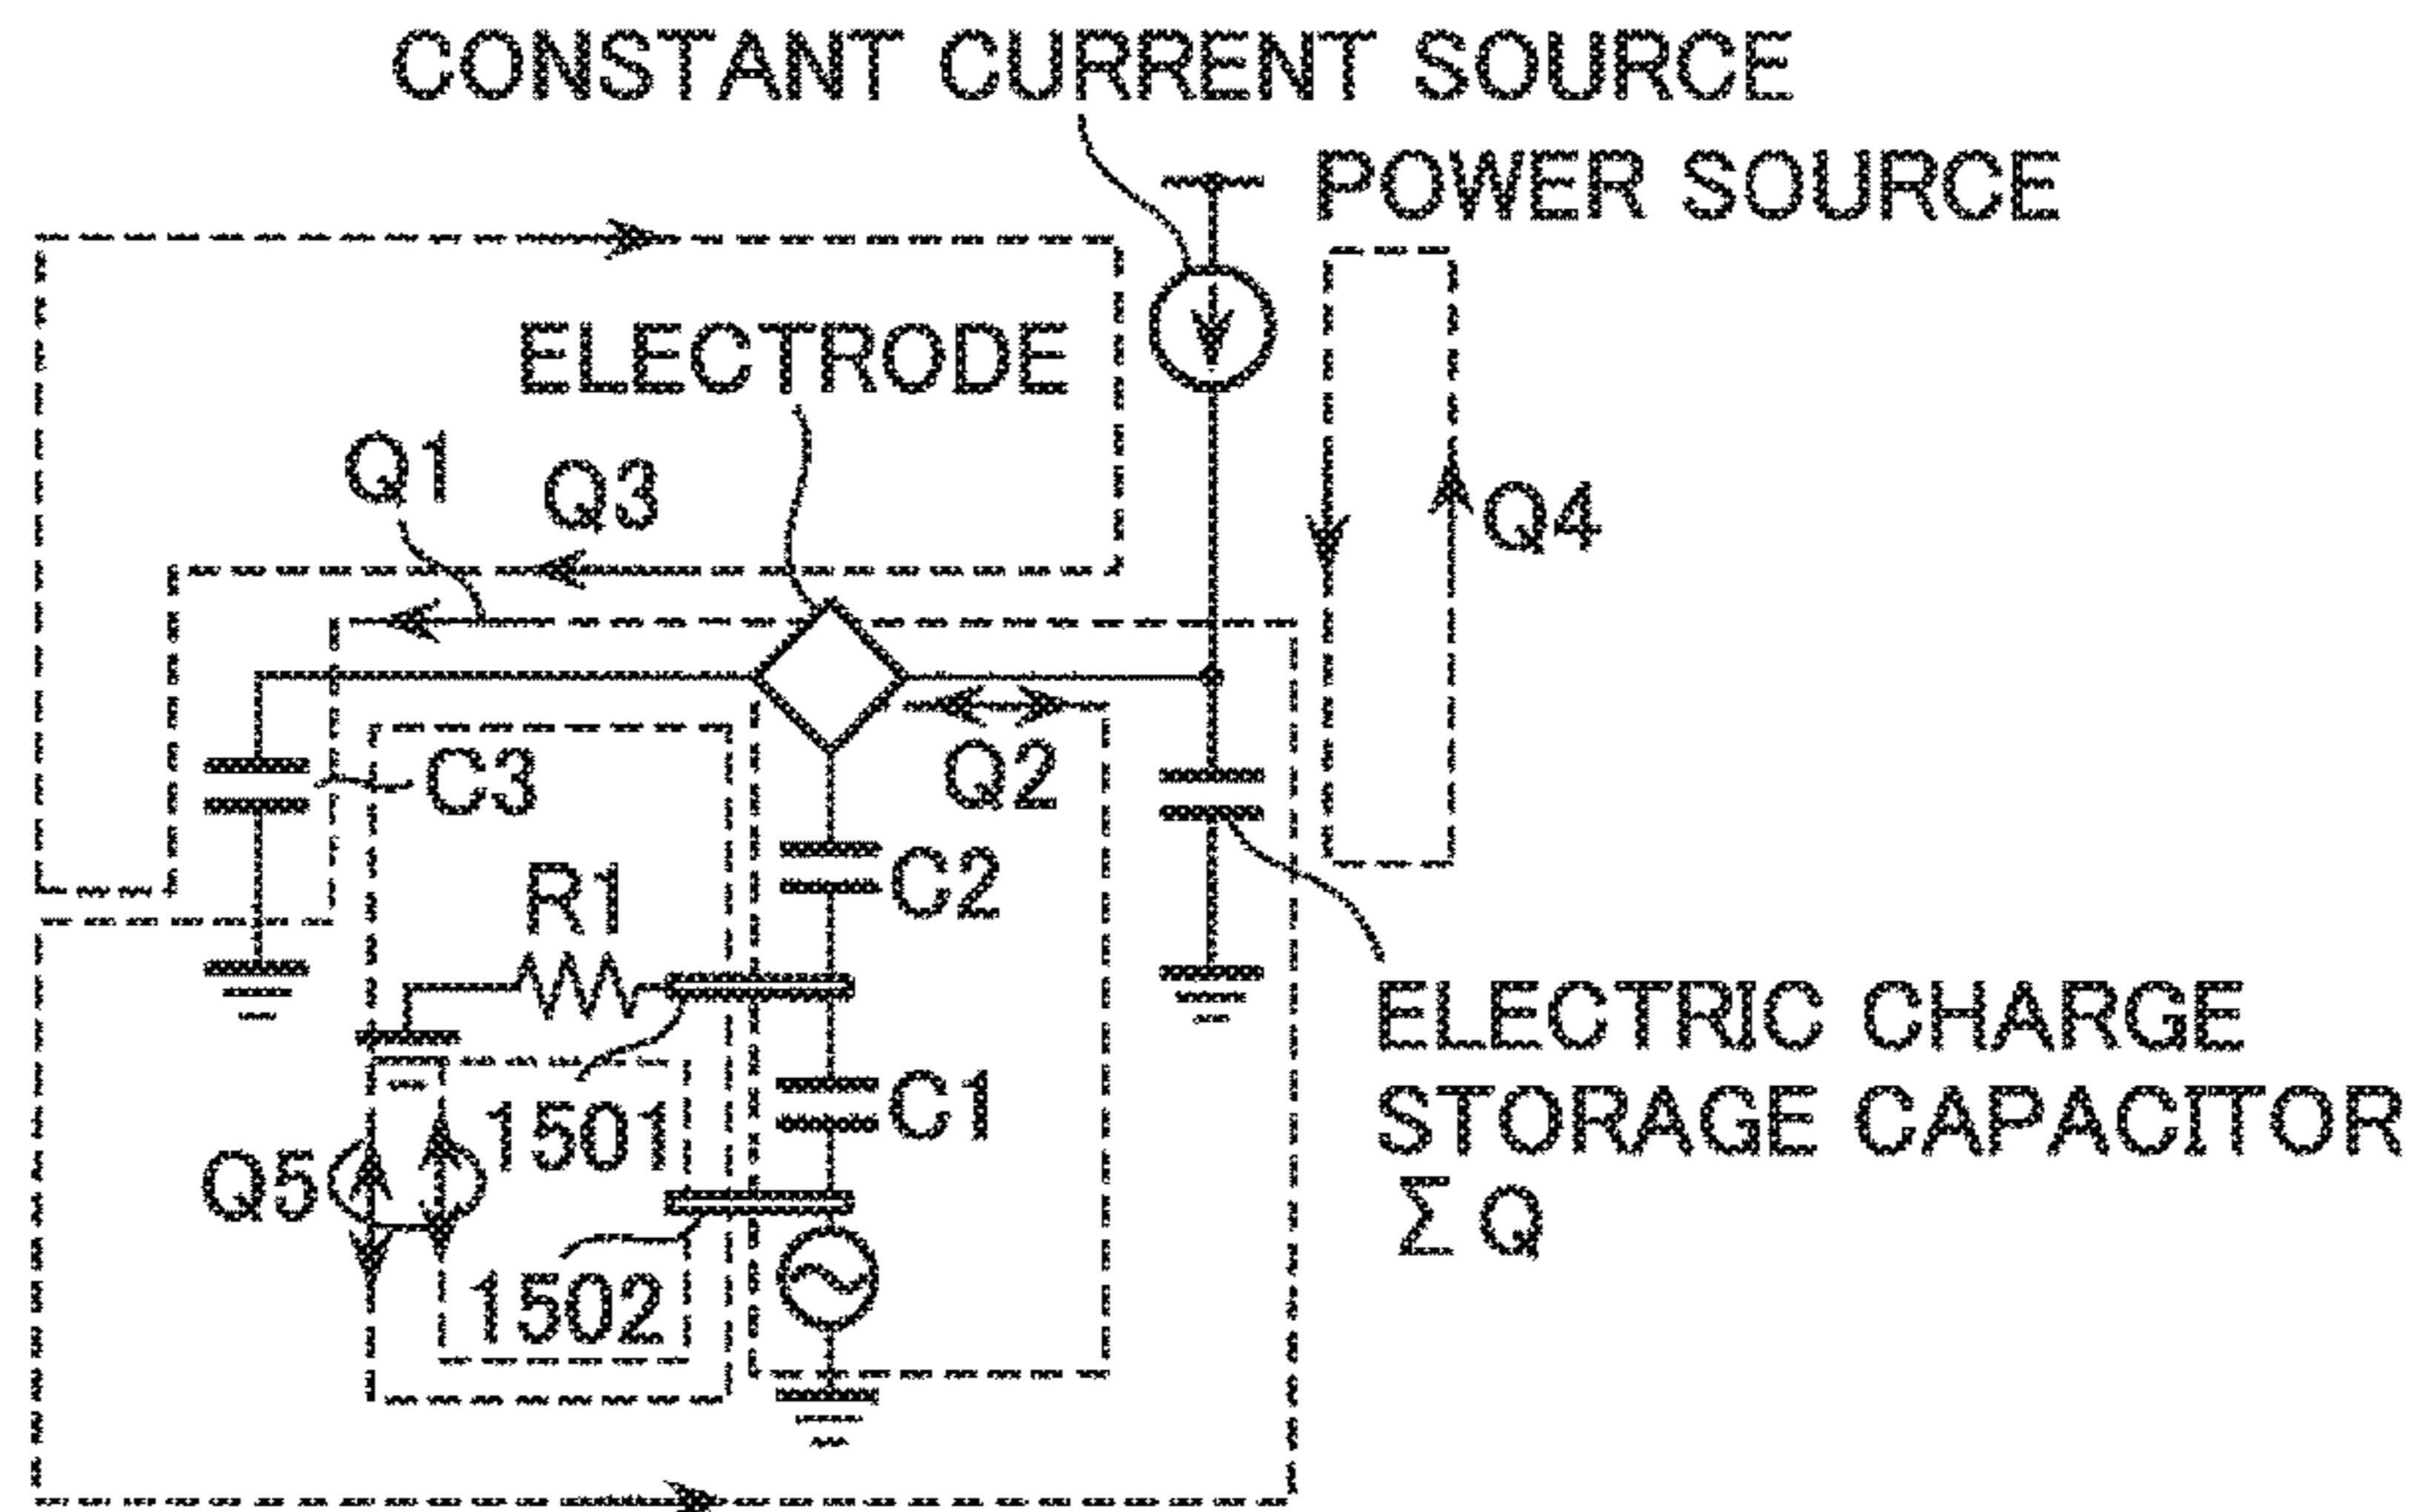 CONSTANT CURRENT SOURCE
POWER SOURCE
ELECTRODE
Q1
Q3
Q4
Q2
C3
C2
R1
ELECTRIC CHARGE
STORAGE CAPACITOR
ΣQ
C1
1501
Q5
1502